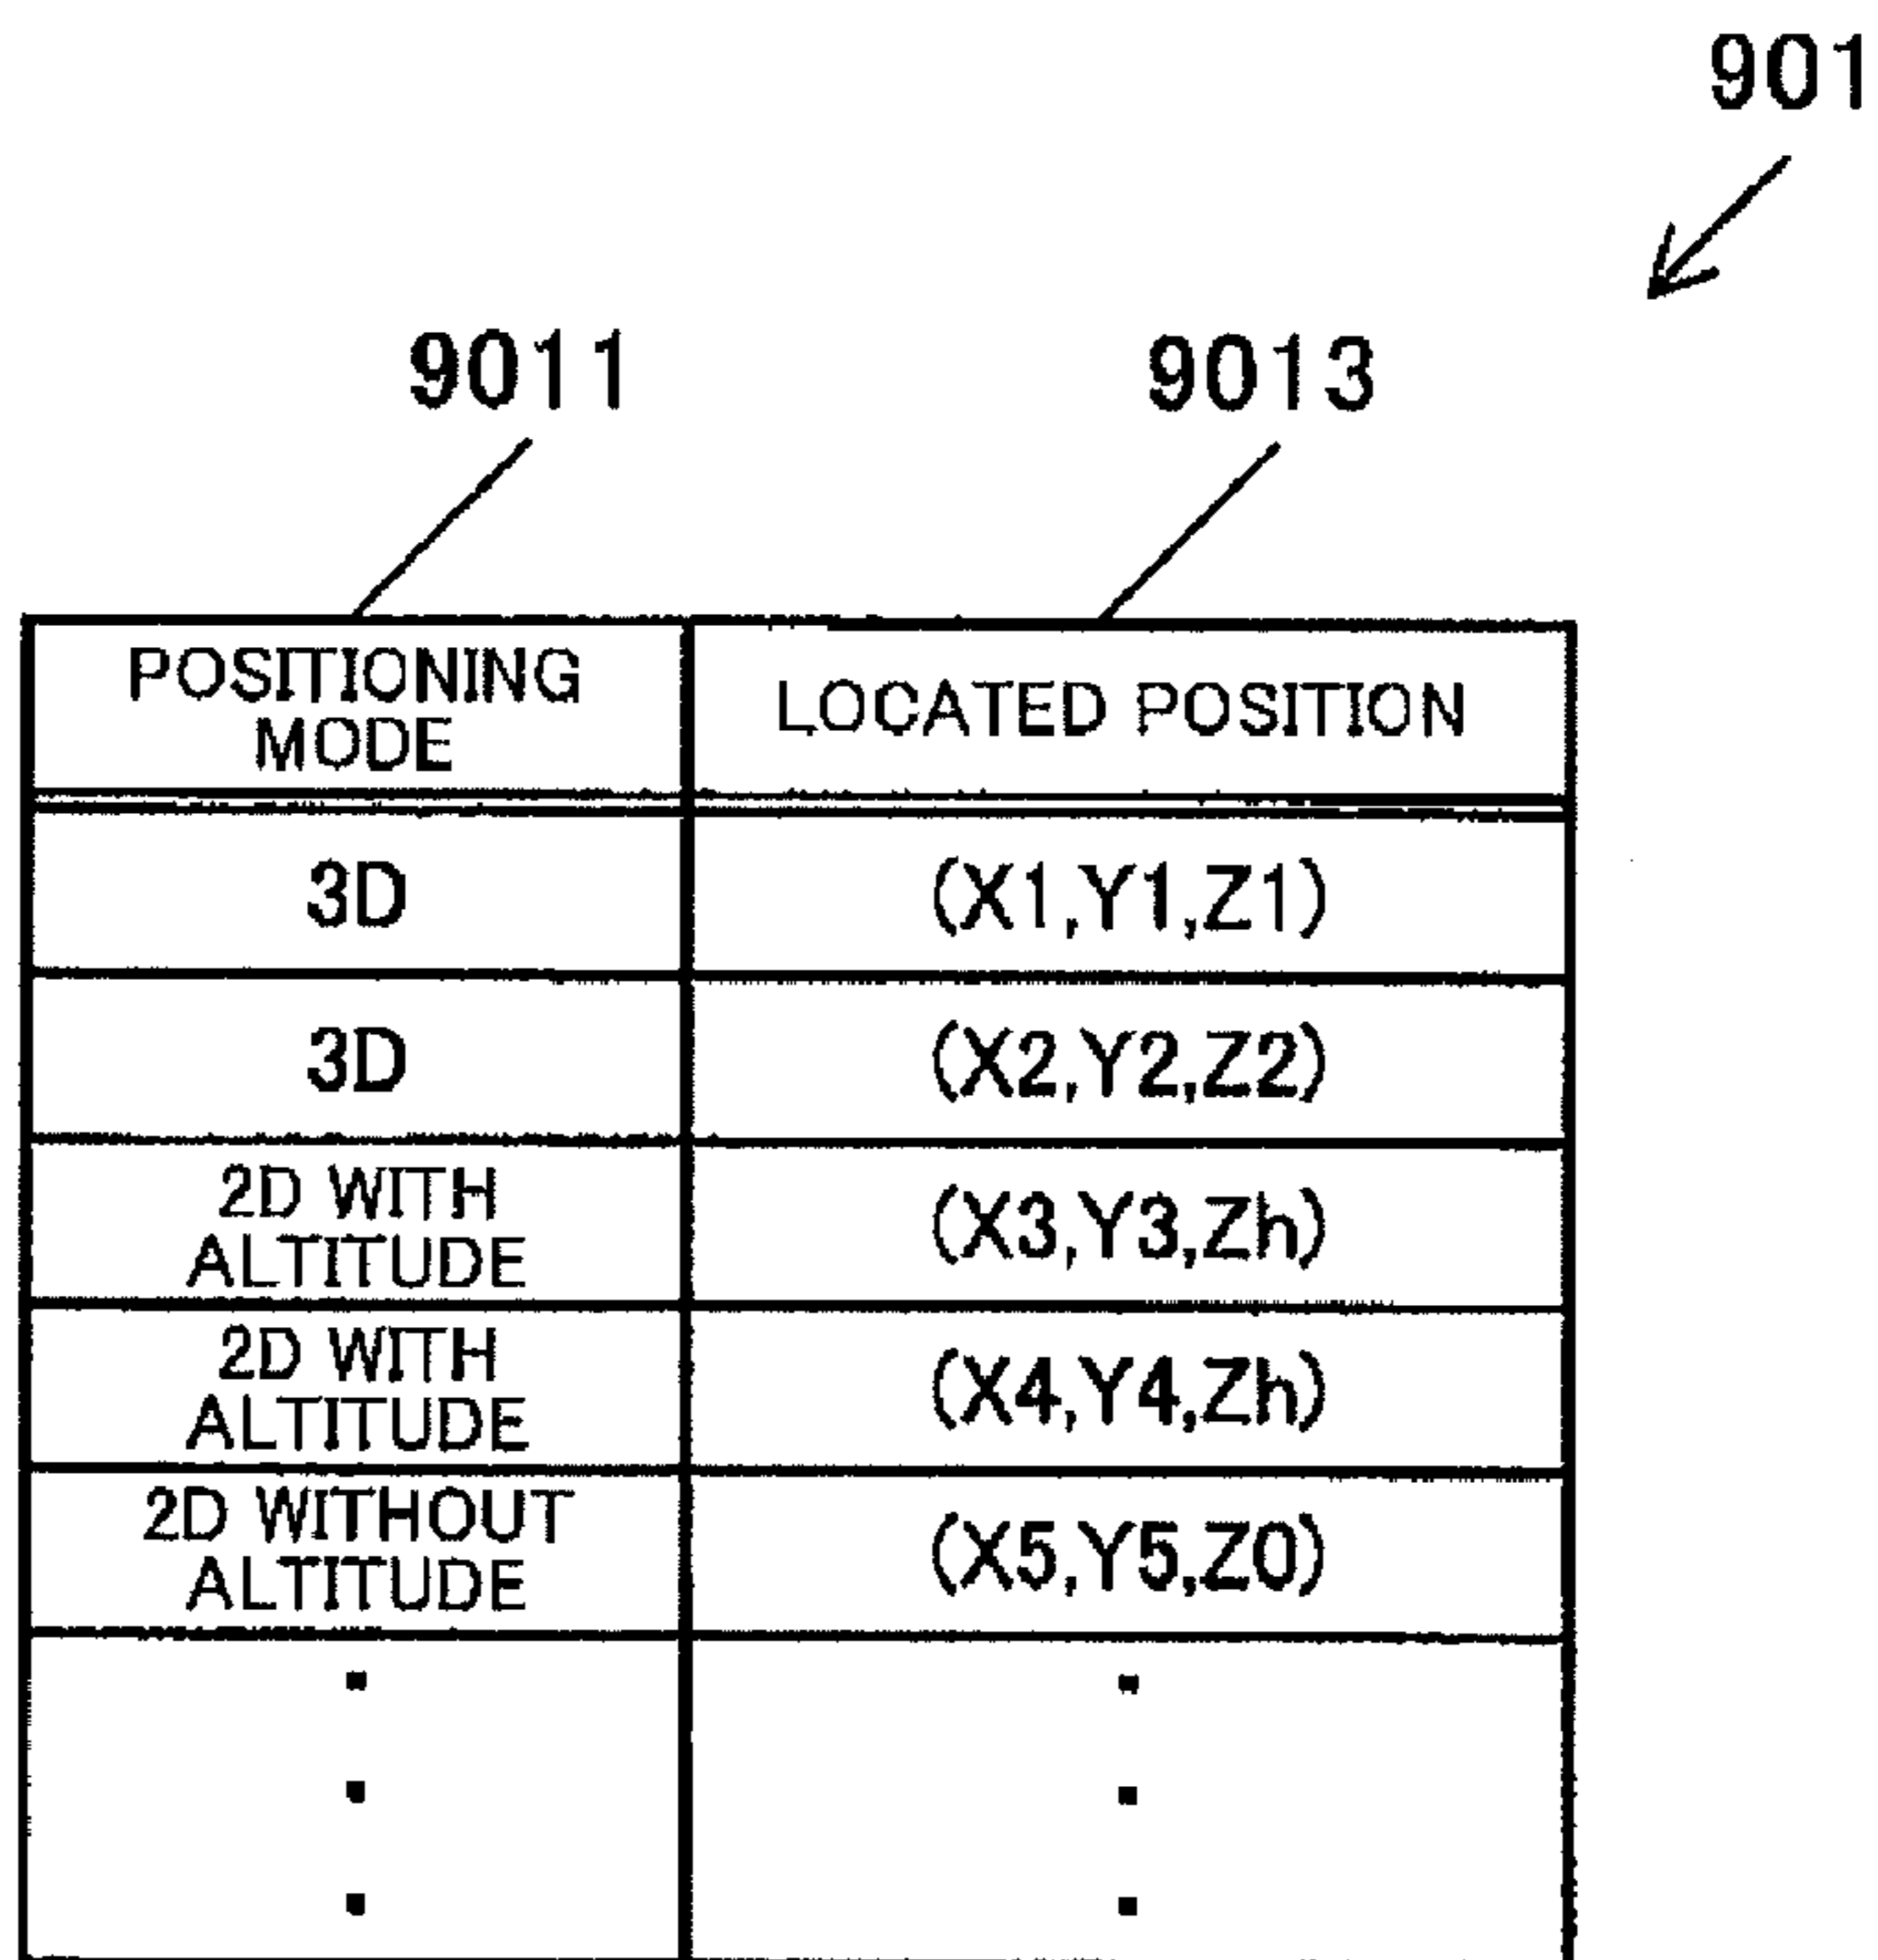 901
9011 9013
POSITIONING
MODE
LOCATED POSITION
3D (X1,Y1,Z1)
3D (X2,Y2,Z2)
2D WITH
ALTITUDE
(X3,Y3,Zh)
2D WITH
ALTITUDE
(X4,Y4,Zh)
2D WITHOUT
ALTITUDE
(X5,Y5,Z0)